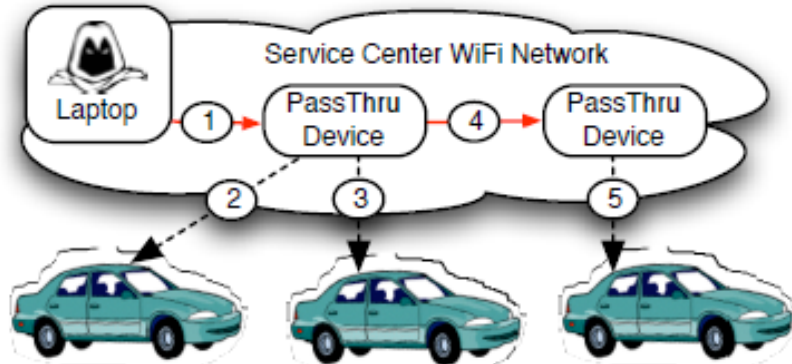 Service Center WiFi Network
Laptop
PassThru
Device
PassThru
Device
1
4
2
3
5